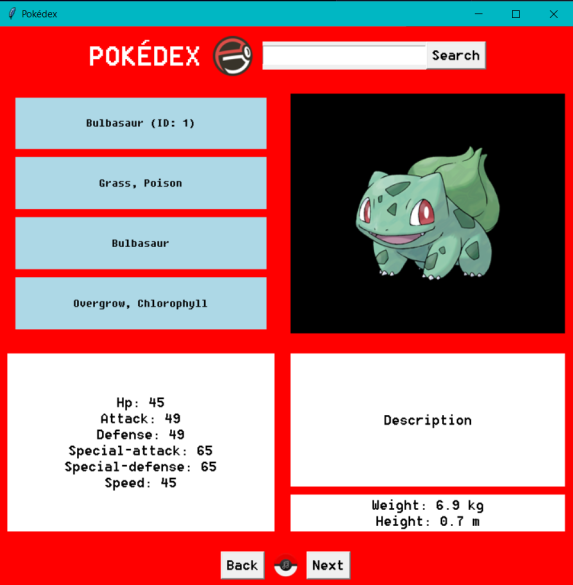 Pokédex
POKÉDEX
Search
Bulbasaur (ID: 1)
Grass, Poison
Bulbasaur
Overgrow, Chlorophyll
Hp: 45
Attack: 49
Defense: 49
Special-attack: 65
Special-defense: 65
Speed: 45
Description
Weight: 6.9 kg
Height: 0.7 m
Back
Next